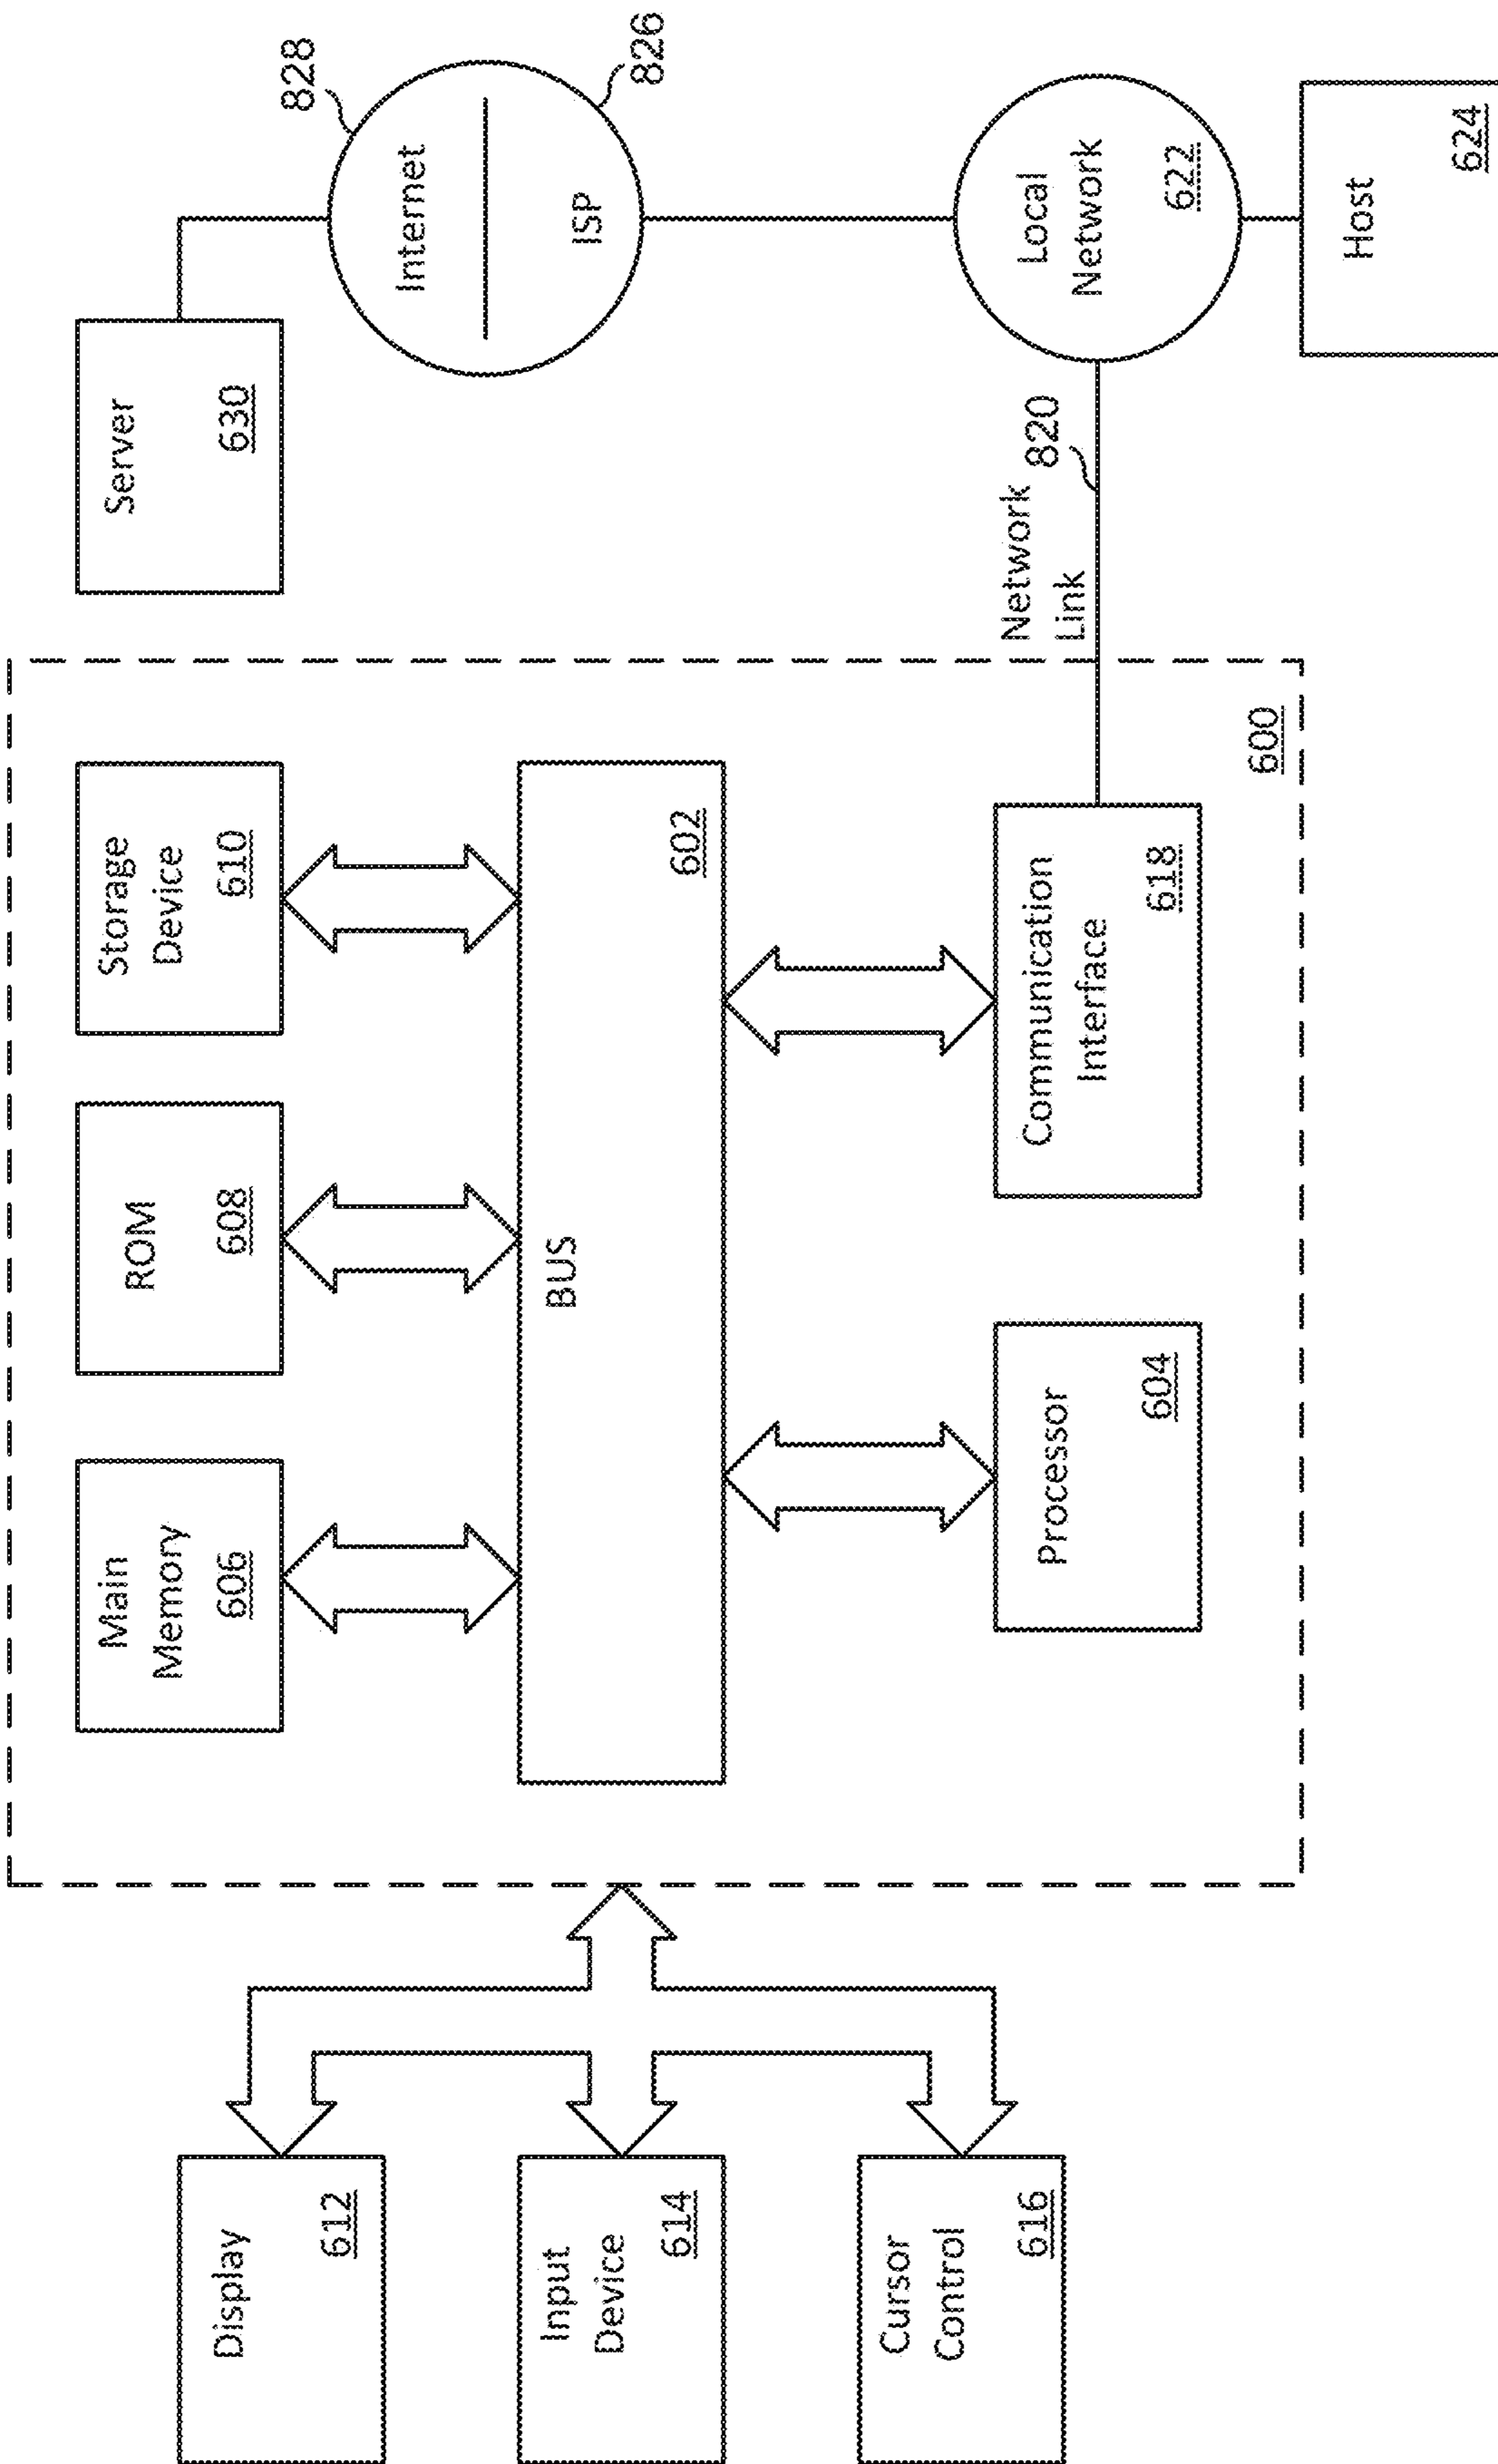 Display
612
Input
Device
614
Cursor
Control
616
Main
Memory
606
ROM
608
Storage
Device
610
BUS
602
Processor
604
Communication
Interface
618
600
Network
Link
820
Server
630
828
Internet
ISP
826
Local
Network
622
Host
624